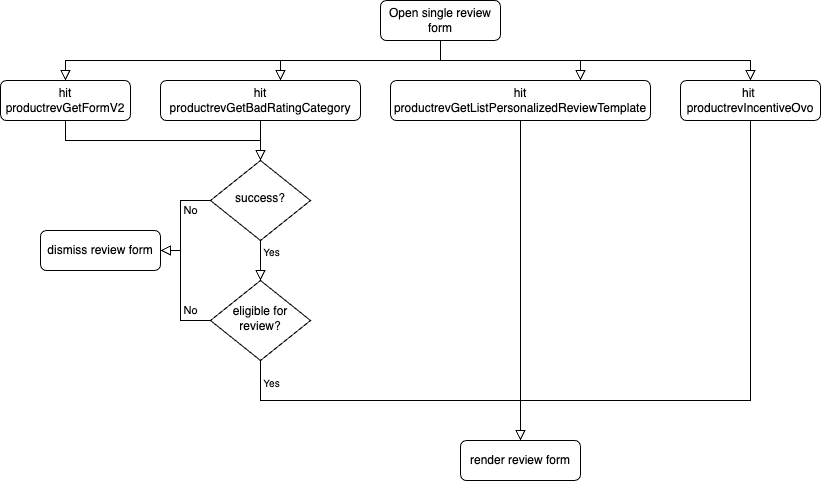 Open single review
form
hit
productrevGetFormV2
hit
productrevGetBadRatingCategory
hit
productrevGetListPersonalizedReviewTemplate
hit
productrevIncentiveOvo
success?
No
dismiss review form
Yes
No
eligible for
review?
Yes
render review form